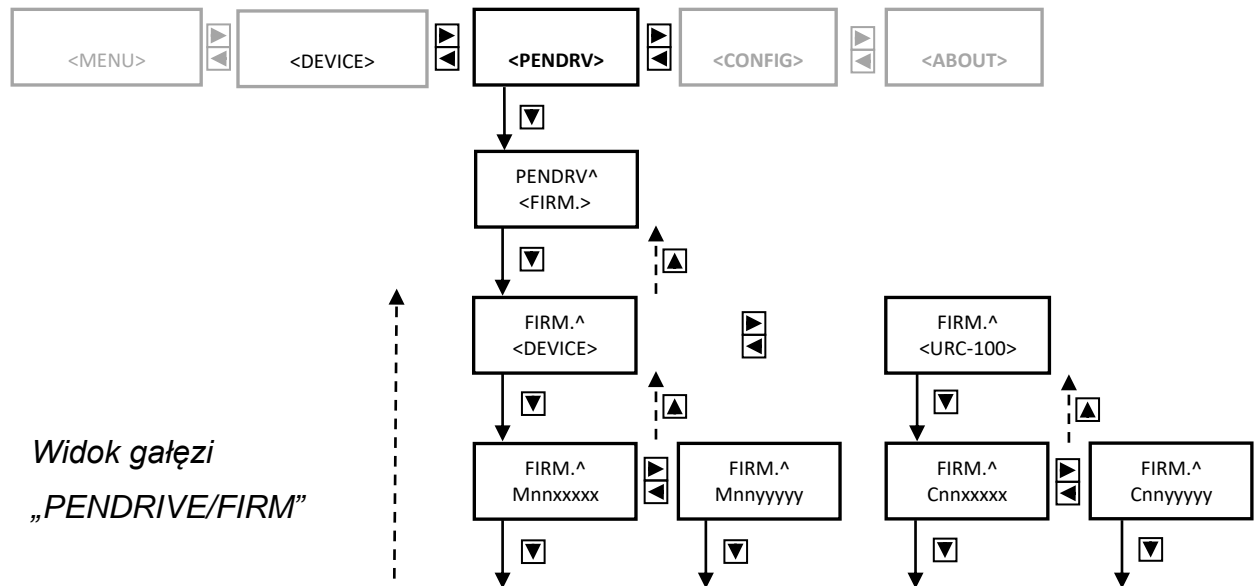 <MENU>
<DEVICE>
<PENDRV>
<CONFIG>
<ABOUT>
PENDRV^
<FIRM.>
FIRM.^
<DEVICE>
FIRM.^
<URC-100>
Widok gałęzi
„PENDRIVE/FIRM”
FIRM.^
Mnnxxxxx
FIRM.^
Mnnyyyyy
FIRM.^
Cnnxxxxx
FIRM.^
Cnnyyyyy